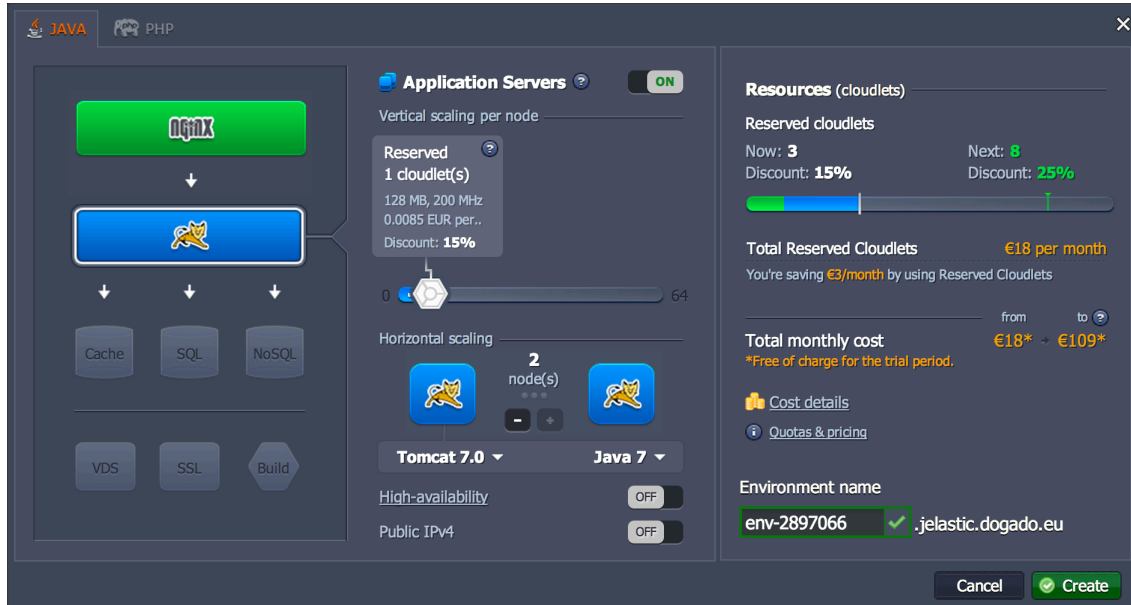 JAVA PHP
NGINX
Cache SQL NoSQL
VDS SSL Build
Application Servers ? ON
Vertical scaling per node
Reserved ?
1 cloudlet(s)
128 MB, 200 MHz
0.0085 EUR per..
Discount: 15%
0 64
Horizontal scaling
2
node(s)
- +
Tomcat 7.0 Java 7
High-availability OFF
Public IPv4 OFF
Resources (cloudlets)
Reserved cloudlets
Now: 3 Next: 8
Discount: 15% Discount: 25%
Total Reserved Cloudlets €18 per month
You're saving €3/month by using Reserved Cloudlets
from to ?
Total monthly cost €18* €109*
*Free of charge for the trial period.
Cost details
Quotas & pricing
Environment name
env-2897066 .jelastic.dogado.eu
Cancel Create